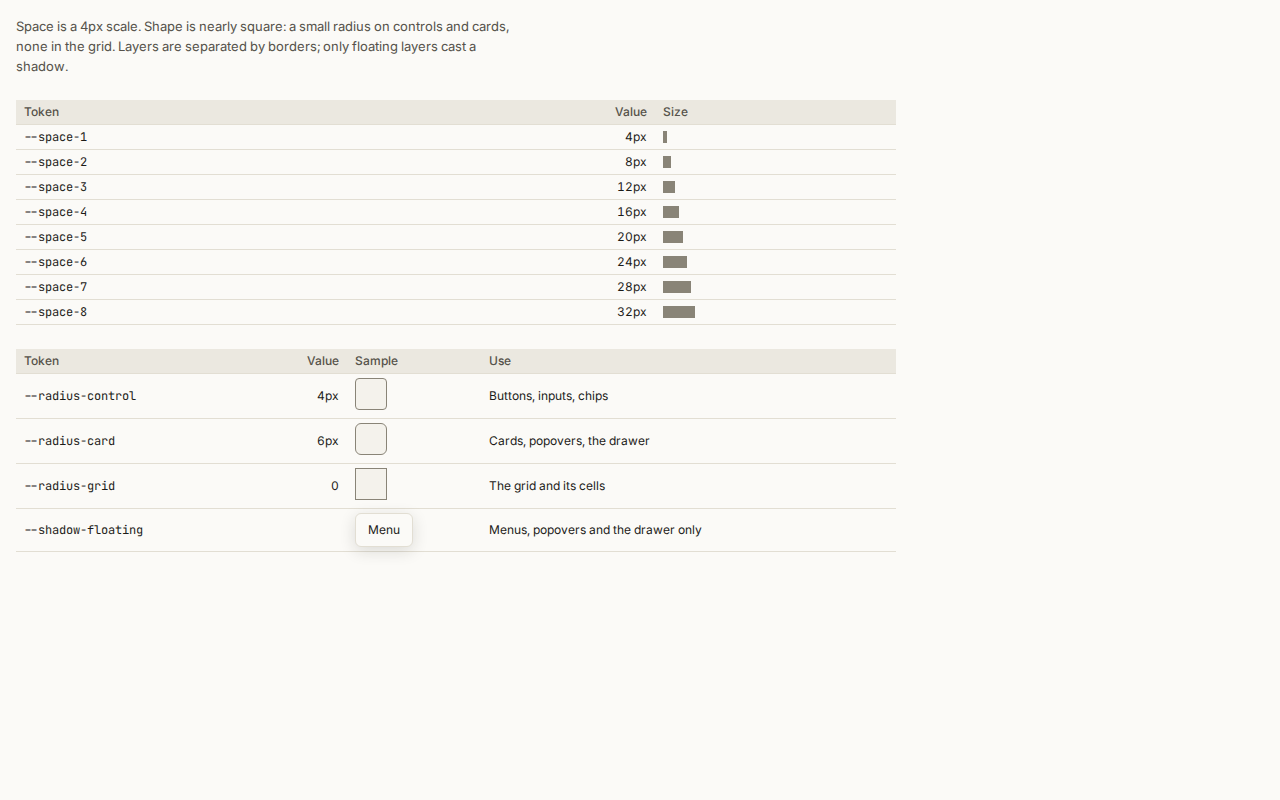 Space is a 4px scale. Shape is nearly square: a small radius on controls and cards,
none in the grid. Layers are separated by borders; only floating layers cast a
shadow.
Token Value Size
--space-1 4px
--space-2 8px
--space-3 12px
--space-4 16px
--space-5 20px
--space-6 24px
--space-7 28px
--space-8 32px
Token Value Sample Use
--radius-control 4px Buttons, inputs, chips
--radius-card 6px Cards, popovers, the drawer
--radius-grid 0 The grid and its cells
--shadow-floating Menu Menus, popovers and the drawer only